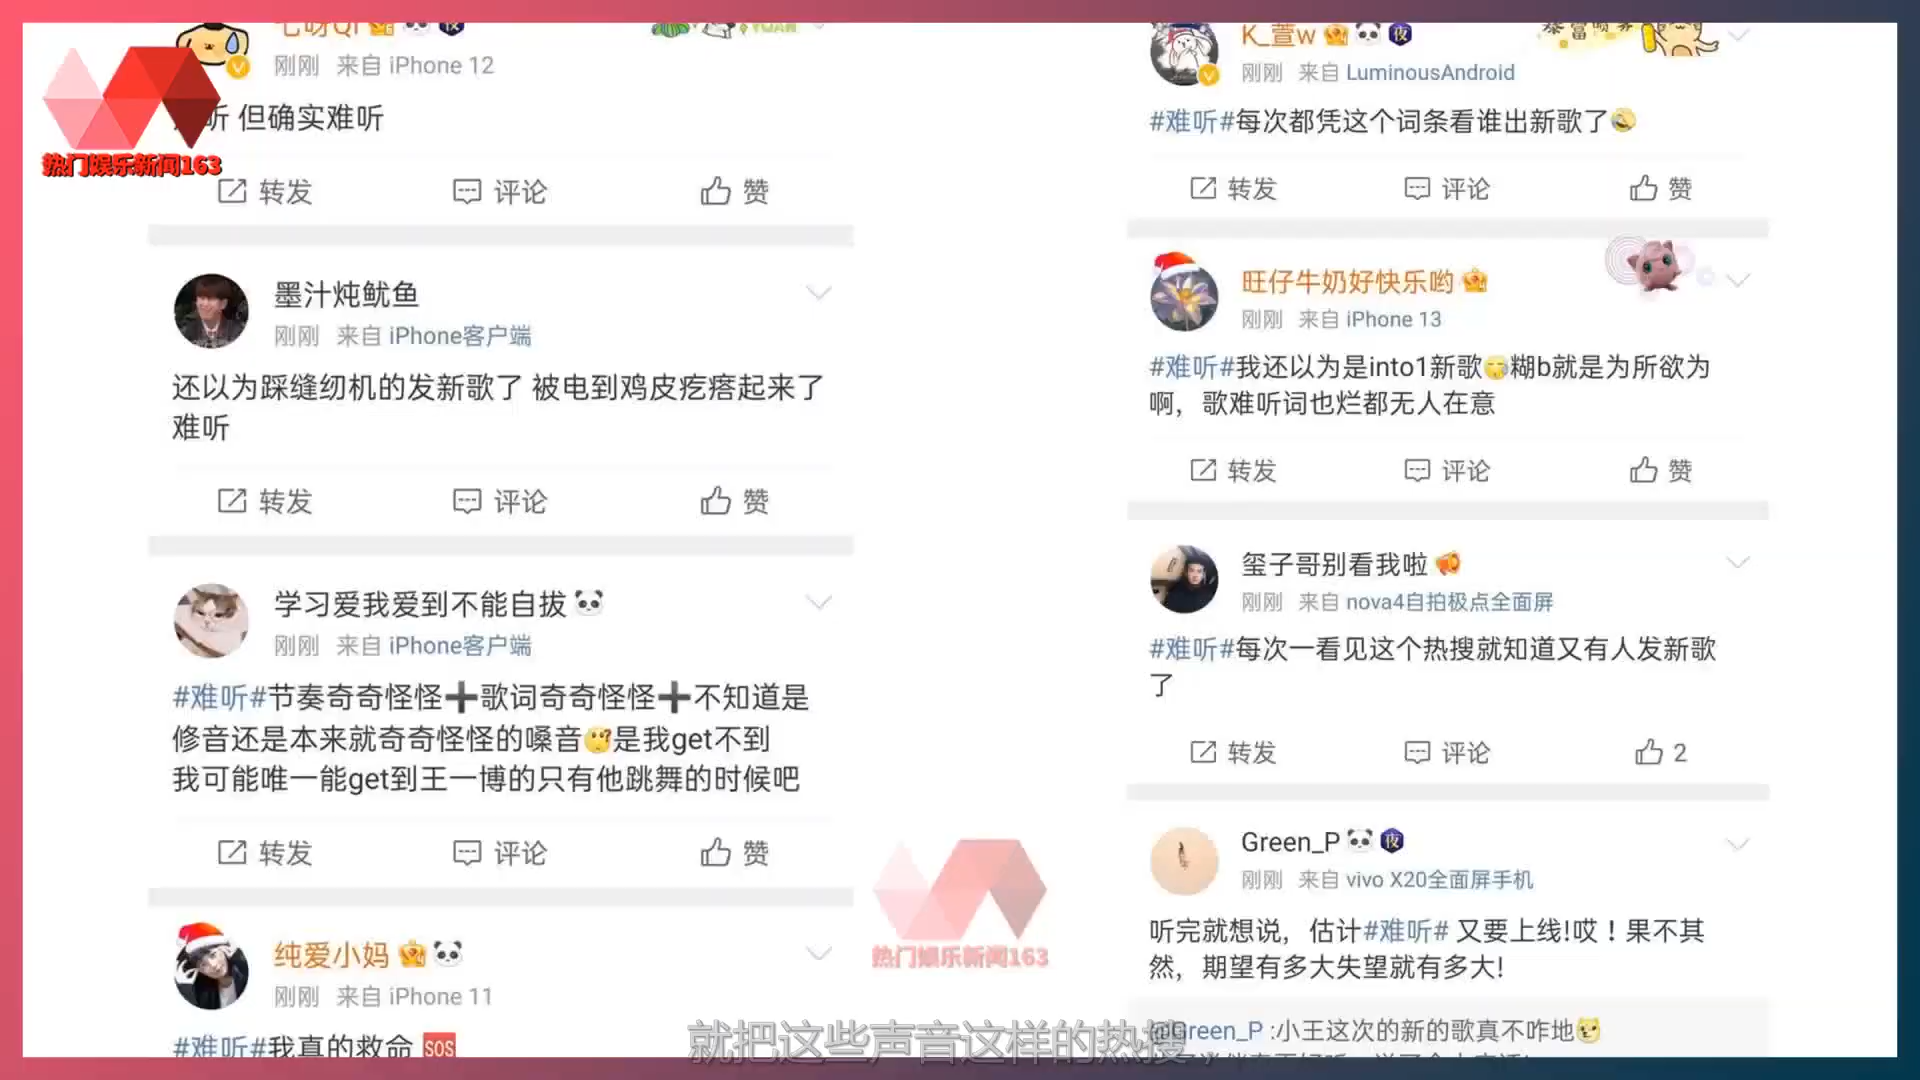 刚刚 来自 iPhone 12
听 但确实难听
热门娱乐新闻163
转发 评论 赞
墨汁炖鱿鱼
刚刚 来自 iPhone客户端
还以为踩缝纫机的发新歌了 被电到鸡皮疙瘩起来了
难听
转发 评论 赞
学习爱我爱到不能自拔
刚刚 来自 iPhone客户端
#难听#节奏奇奇怪怪➕歌词奇奇怪怪➕不知道是
修音还是本来就奇奇怪怪的嗓音是我get不到
我可能唯一能get到王一博的只有他跳舞的时候吧
转发 评论 赞
纯爱小妈
刚刚 来自 iPhone 11
#难听#我真的救命 SOS
K_萱w 夜
刚刚 来自 LuminousAndroid
#难听#每次都凭这个词条看谁出新歌了
转发 评论 赞
旺仔牛奶好快乐哟
刚刚 来自 iPhone 13
#难听#我还以为是into1新歌糊b就是为所欲为
啊，歌难听词也烂都无人在意
转发 评论 赞
玺子哥别看我啦
刚刚 来自 nova4自拍极点全面屏
#难听#每次一看见这个热搜就知道又有人发新歌
了
转发 评论 2
Green_P 夜
刚刚 来自 vivo X20全面屏手机
听完就想说，估计#难听# 又要上线!哎！果不其
然，期望有多大失望就有多大!
@Green_P :小王这次的新的歌真不咋地
热门娱乐新闻163
就把这些声音这样的热搜